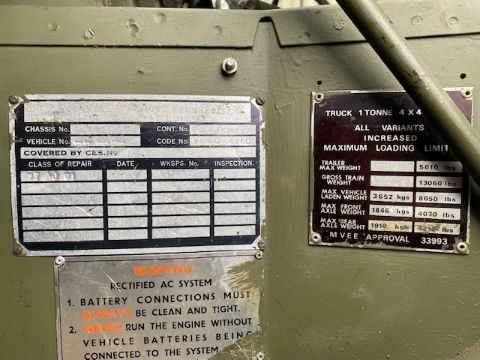 CHASSIS No.
CONT. No.
VEHICLE No.
CODE No.
COVERED BY CES.No
CLASS OF REPAIR DATE WKSPS. No. INSPECTION.
WARNING
RECTIFIED AC SYSTEM
1. BATTERY CONNECTIONS MUST
ALWAYS BE CLEAN AND TIGHT.
2. NEVER RUN THE ENGINE WITHOUT
VEHICLE BATTERIES BEING
CONNECTED TO THE SYSTEM
TRUCK 1 TONNE 4 X 4
ALL VARIANTS
INCREASED
MAXIMUM LOADING LIMIT
TRAILER
MAX WEIGHT 5010 lbs
GROSS TRAIN
WEIGHT 13060 lbs
MAX. VEHICLE
LADEN WEIGHT 3652 kgs 8050 lbs
MAX FRONT
AXLE WEIGHT 1846 kgs 4070 lbs
MAX REAR
AXLE WEIGHT 1910 kgs lbs
MVEE APPROVAL 33993